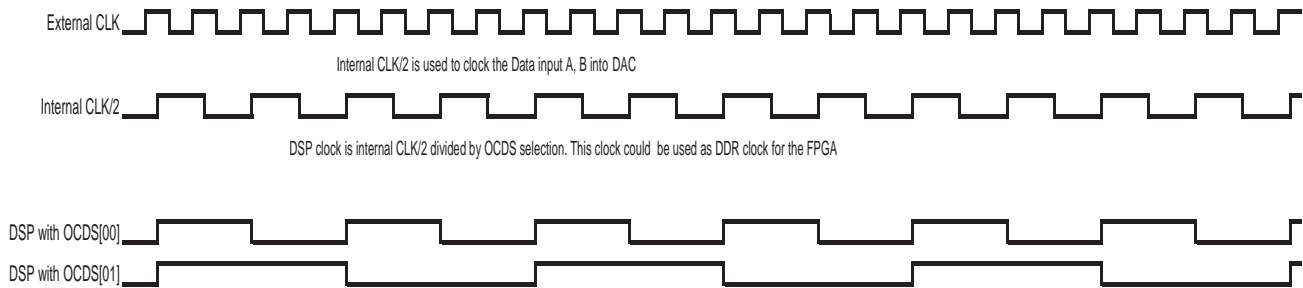 External CLK
Internal CLK/2 is used to clock the Data input A, B into DAC
Internal CLK/2
DSP clock is internal CLK/2 divided by OCDS selection. This clock could be used as DDR clock for the FPGA
DSP with OCDS[00]
DSP with OCDS[01]